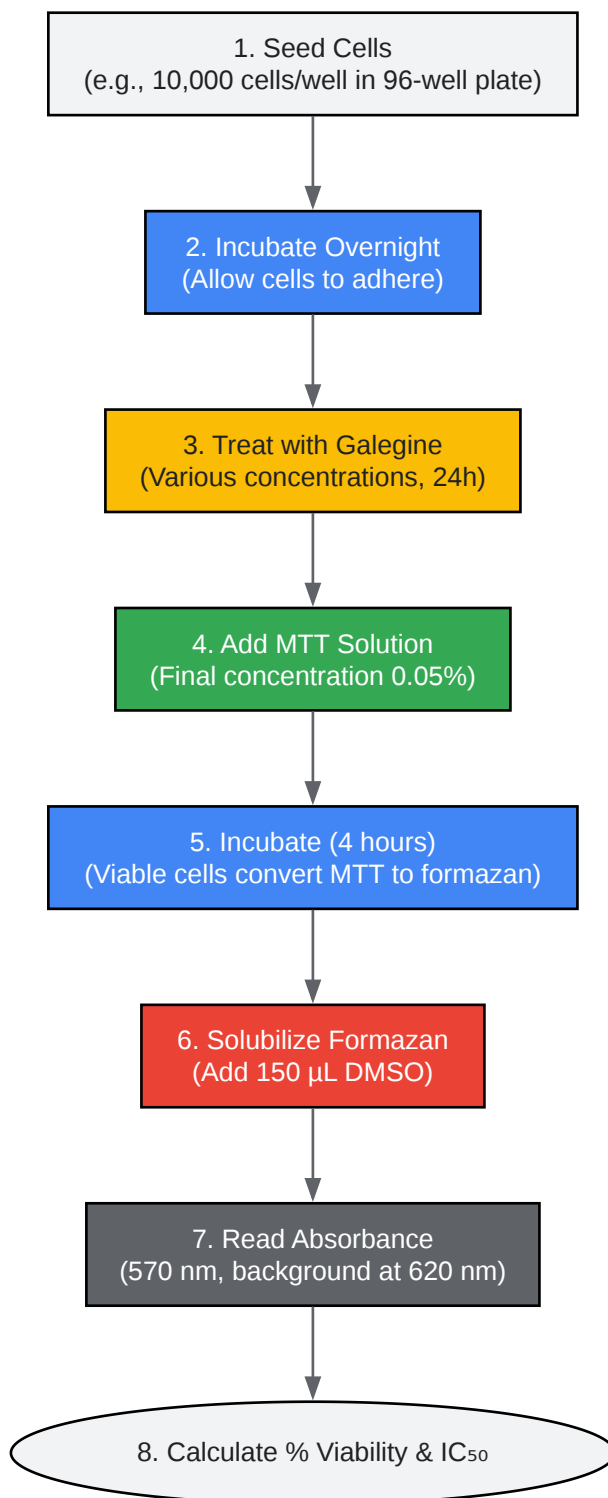 1. Seed Cells
(e.g., 10,000 cells/well in 96-well plate)
2. Incubate Overnight
(Allow cells to adhere)
3. Treat with Galegine
(Various concentrations, 24h)
4. Add MTT Solution
(Final concentration 0.05%)
5. Incubate (4 hours)
(Viable cells convert MTT to formazan)
6. Solubilize Formazan
(Add 150 µL DMSO)
7. Read Absorbance
(570 nm, background at 620 nm)
8. Calculate % Viability & IC₅₀